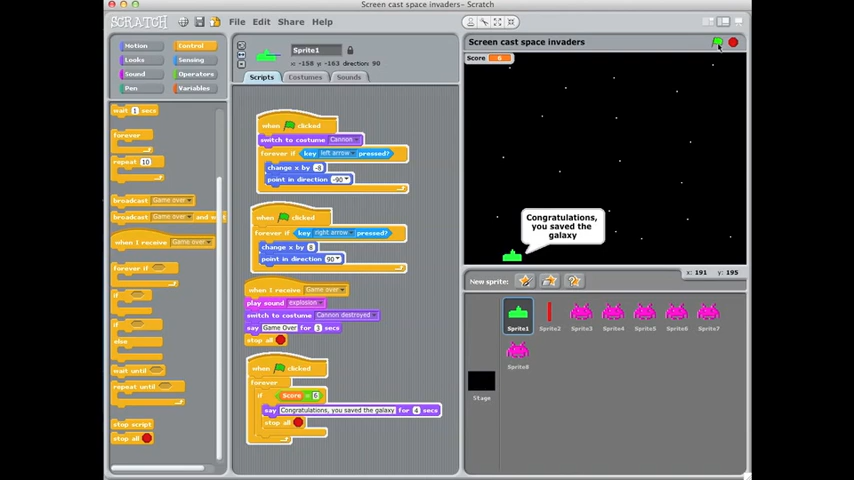 Screen cast space invaders- Scratch
SCRATCH File Edit Share Help
Motion Control
Looks Sensing
Sound Operators
Pen Variables
wait 1 secs
forever
repeat 10
broadcast Game over
broadcast Game over and w
when I receive Game over
forever if
if
if
else
wait until
repeat until
stop script
stop all
Sprite1
x: -158 y: -163 direction: 90
Scripts Costumes Sounds
when clicked
switch to costume Cannon
forever if key left arrow pressed?
change x by -8
point in direction -90
when clicked
forever if key right arrow pressed?
change x by 8
point in direction 90
when I receive Game over
play sound explosion
switch to costume Cannon destroyed
say Game Over for 3 secs
stop all
when clicked
forever
if Score = 6
say Congratulations, you saved the galaxy for 4 secs
stop all
Screen cast space invaders
Score 6
Congratulations,
you saved the
galaxy
x: 191 y: 195
New sprite:
Sprite1 Sprite2 Sprite3 Sprite4 Sprite5 Sprite6 Sprite7
Sprite8
Stage